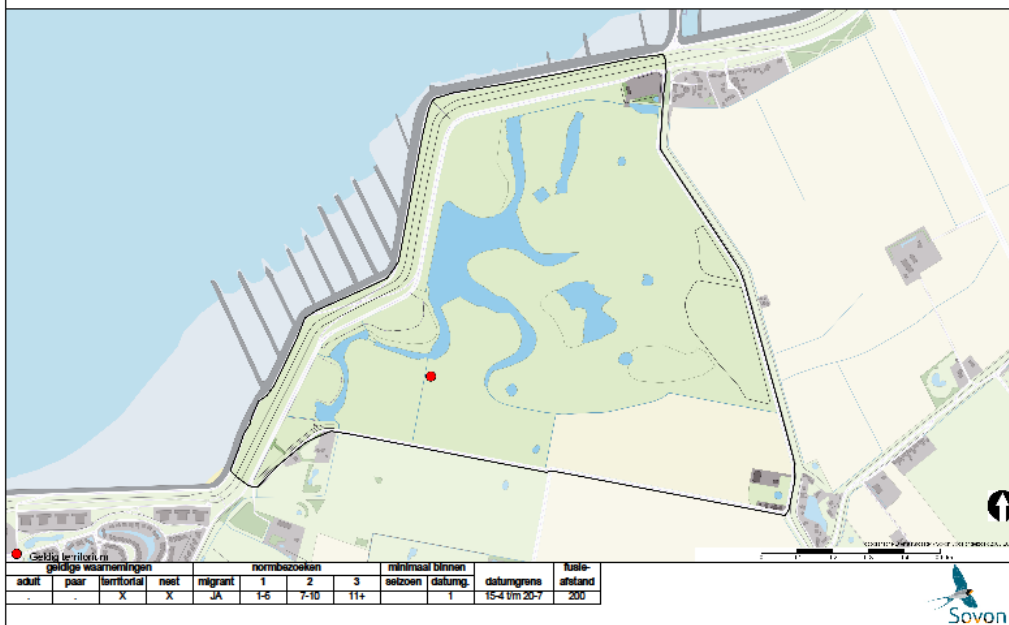 Geldig territorium
geldige waarnemingen normbezoeken minimaal binnen fusie-
adult paar territorial nest migrant 1 2 3 seizoen datumg. datumgrens afstand
. . X X JA 1-6 7-10 11+ 1 15-4 t/m 20-7 200
Sovon